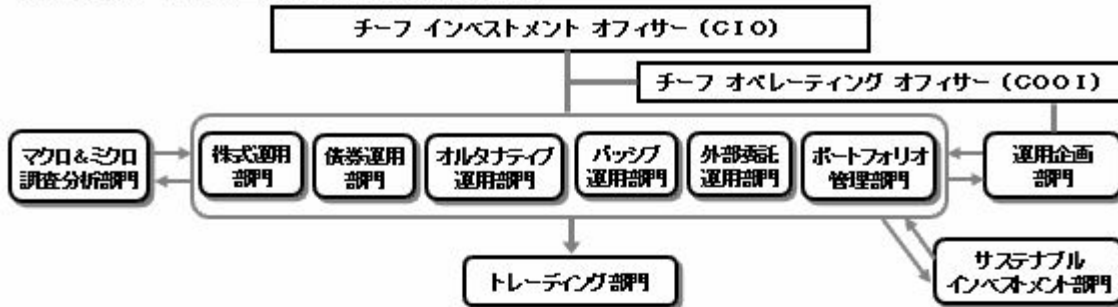 チーフ インベストメント オフィサー (CIO)
チーフ オペレーティング オフィサー (COOI)
マクロ&ミクロ
調査分析部門
株式運用
部門
債券運用
部門
オルタナティブ
運用部門
パッシブ
運用部門
外部委託
運用部門
ポートフォリオ
管理部門
運用企画
部門
トレーディング部門
サステナブル
インベストメント部門